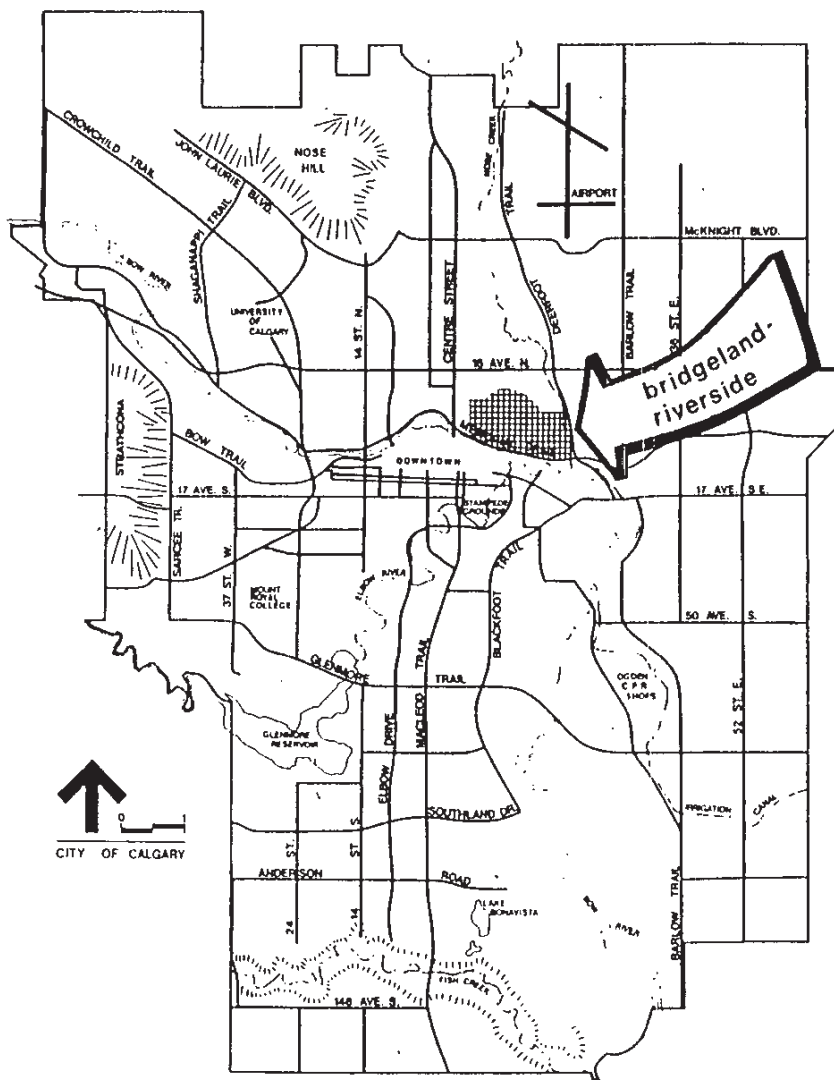 CROWCHILD TRAIL
JOHN LAURIE BLVD.
NOSE
HILL
NOSE CREEK
AIRPORT
SHAGANAPPI TRAIL
McKNIGHT BLVD.
BOW RIVER
UNIVERSITY
OF
CALGARY
14 ST. N.
CENTRE STREET
DEERFOOT
TRAIL
BARLOW TRAIL
36 ST. E.
16 AVE. N.
bridgeland-
riverside
STRATHCONA
BOW TRAIL
DOWNTOWN
17 AVE. S.
STAMPEDE
GROUNDS
17 AVE. S E.
SARCEE TR.
37 ST. W.
MOUNT
ROYAL
COLLEGE
ELBOW RIVER
BLACKFOOT
TRAIL
50 AVE. S.
GLENMORE
TRAIL
OGDEN
C.P.R
SHOPS
52 ST. E.
GLENMORE
RESERVOIR
ELBOW DRIVE
MACLEOD TRAIL
0 1
CITY OF CALGARY
SOUTHLAND DR.
IRRIGATION
CANAL
24 ST. S.
14 ST.
ANDERSON
ROAD
LAKE
BONAVISTA
BOW
RIVER
BARLOW TRAIL
FISH CREEK
146 AVE. S.